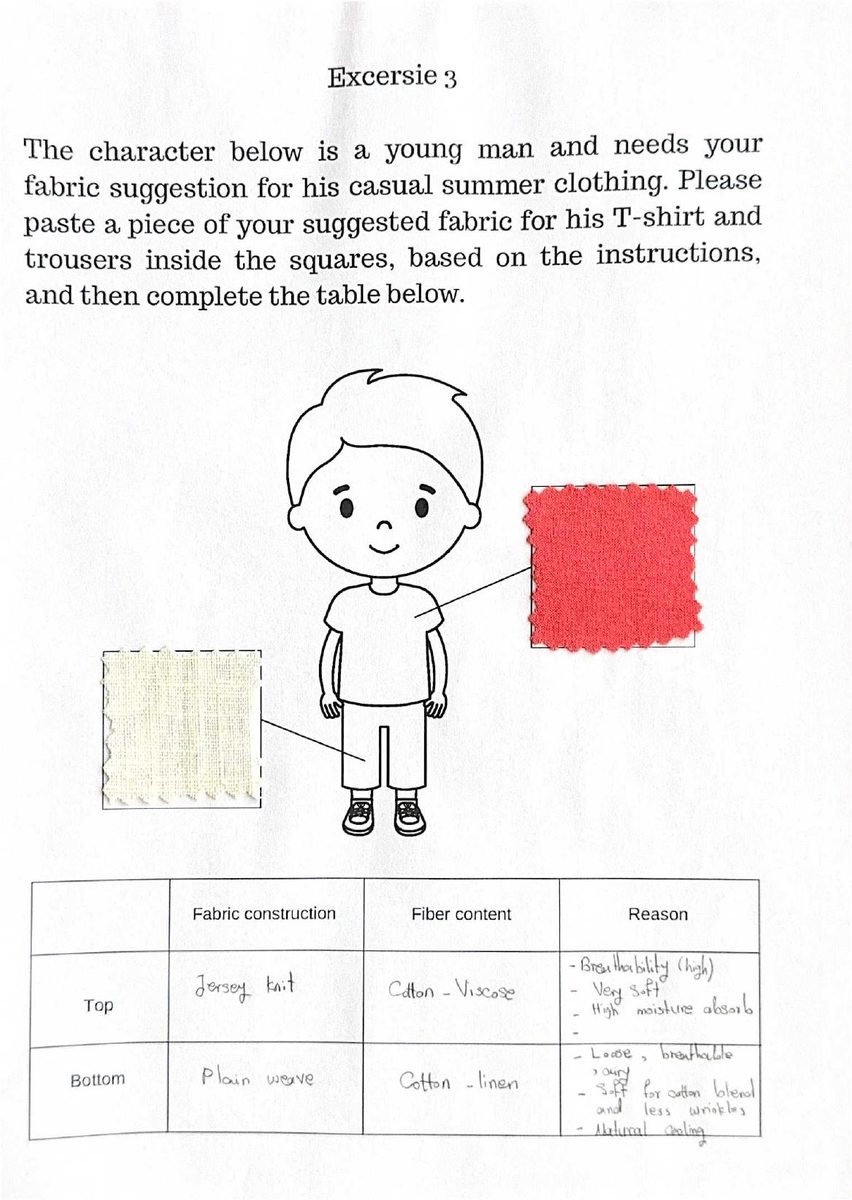 Excersie 3
The character below is a young man and needs your
fabric suggestion for his casual summer clothing. Please
paste a piece of your suggested fabric for his T-shirt and
trousers inside the squares, based on the instructions,
and then complete the table below.
Fabric construction Fiber content Reason
Top
Jersey knit
Cotton - Viscose
- Breathability (high)
- Very soft
- High moisture absorb
-
Bottom
Plain weave
Cotton - linen
- Loose, breathable
- Soft for cotton blend
and less wrinkles
- Natural cooling